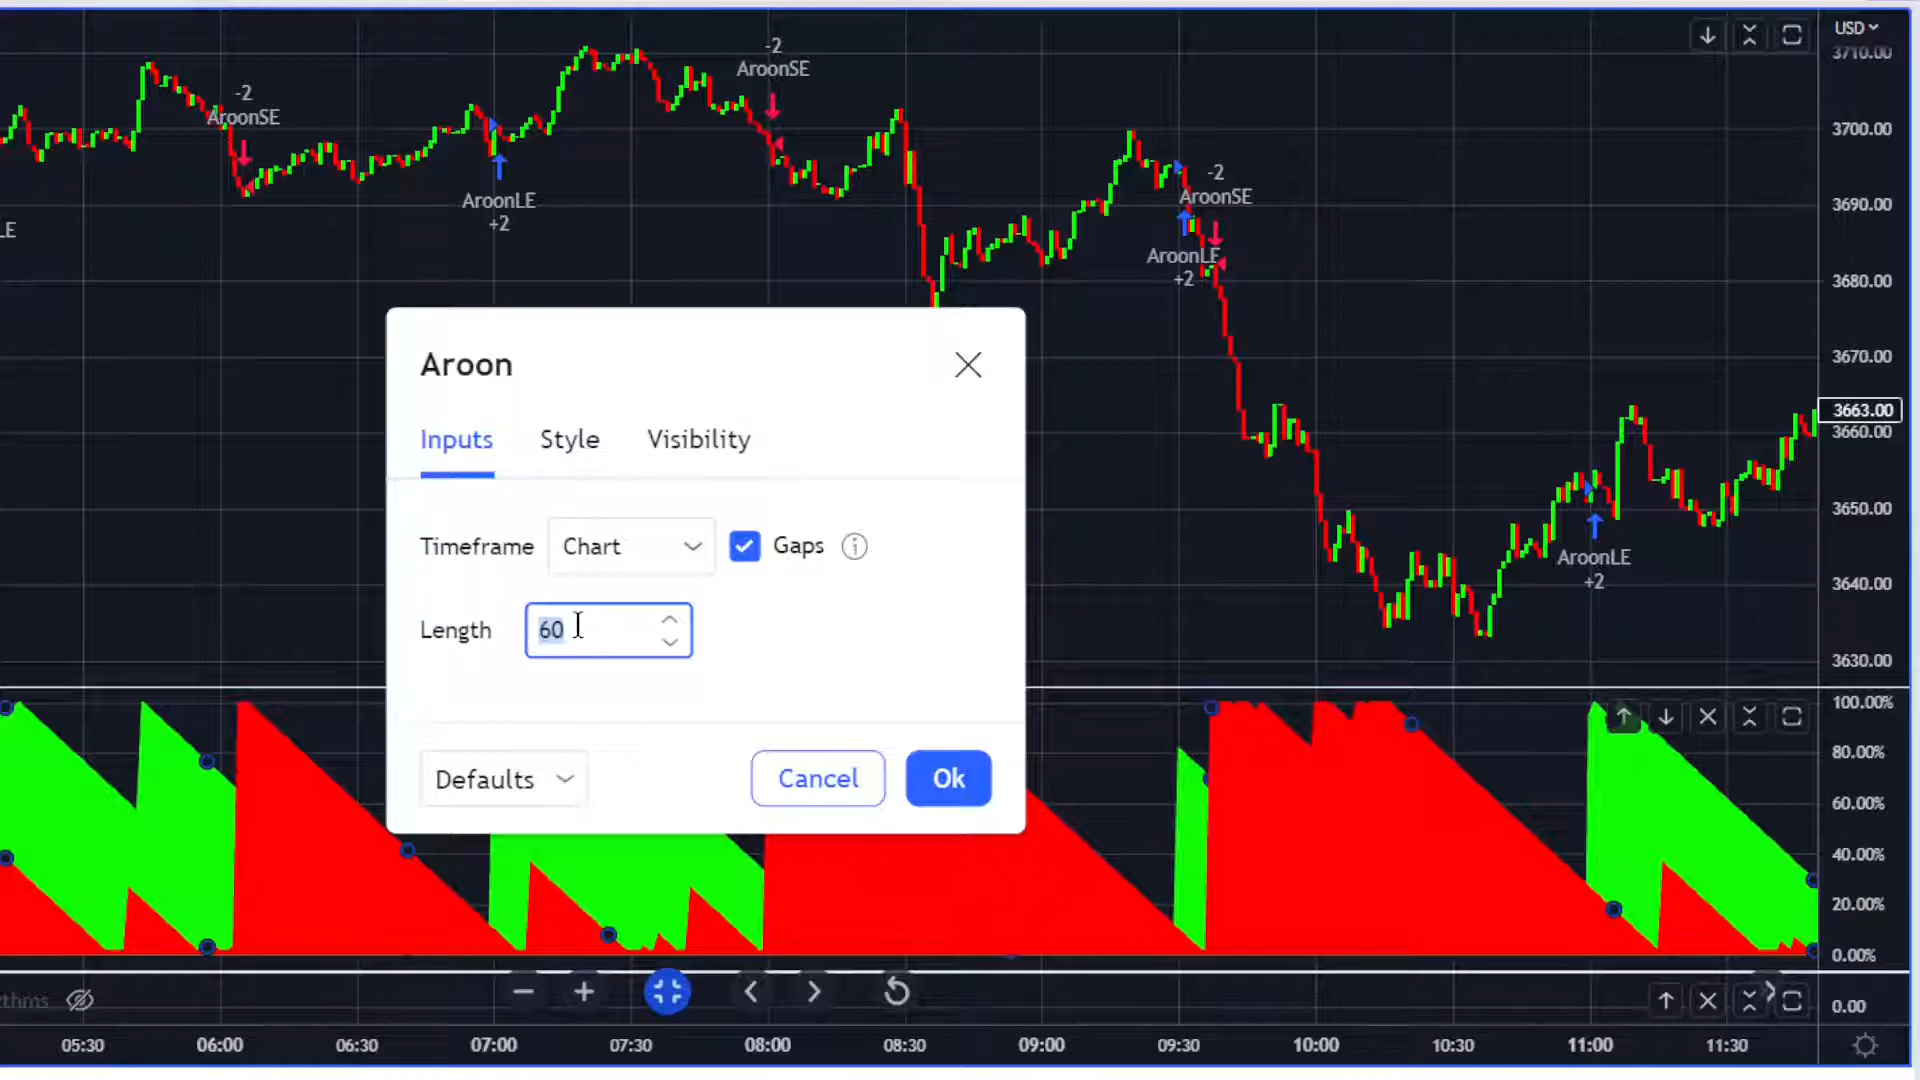 USD
3710.00
-2
AroonSE
-2
AroonSE
3700.00
AroonLE
+2
-2
AroonSE
3690.00
LE
AroonLE
+2
3680.00
Aroon
3670.00
Inputs Style Visibility
3663.00
3660.00
Timeframe Chart Gaps
3650.00
AroonLE
+2
3640.00
Length 60
3630.00
100.00%
80.00%
Defaults Cancel Ok
60.00%
40.00%
20.00%
0.00%
thms
0.00
05:30 06:00 06:30 07:00 07:30 08:00 08:30 09:00 09:30 10:00 10:30 11:00 11:30